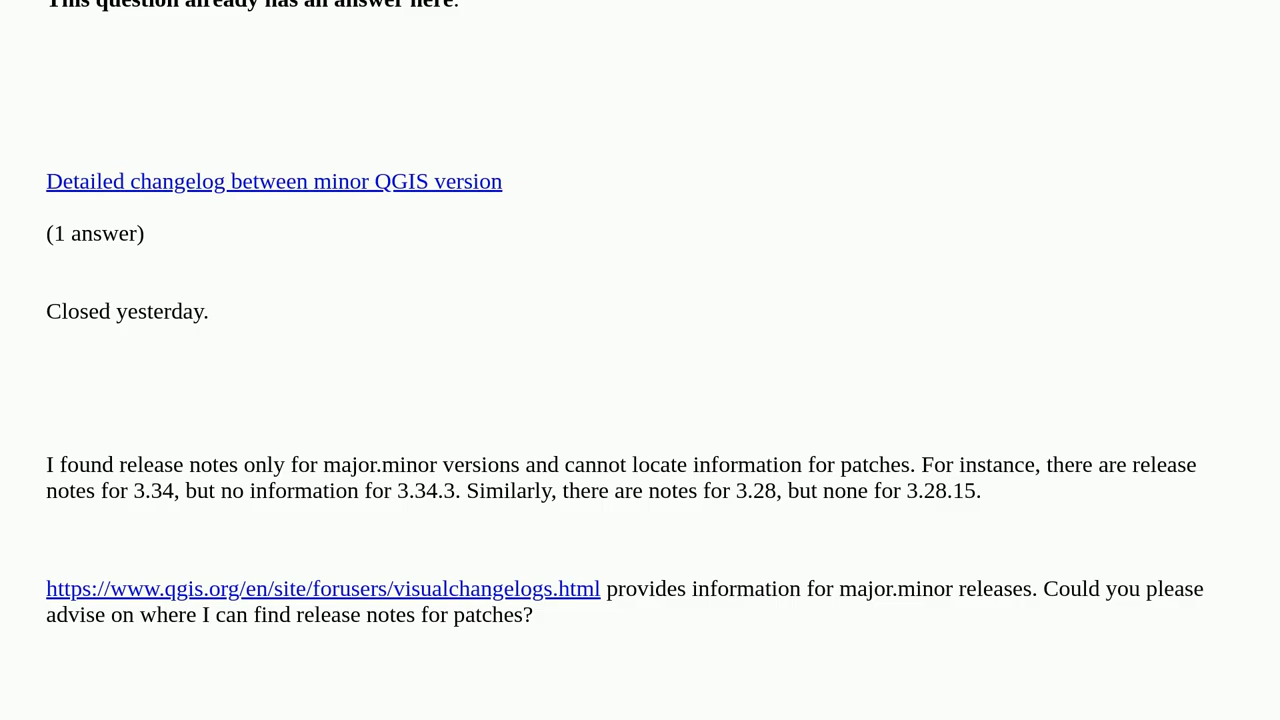 This question already has an answer here:
Detailed changelog between minor QGIS version
(1 answer)
Closed yesterday.
I found release notes only for major.minor versions and cannot locate information for patches. For instance, there are release
notes for 3.34, but no information for 3.34.3. Similarly, there are notes for 3.28, but none for 3.28.15.
https://www.qgis.org/en/site/forusers/visualchangelogs.html provides information for major.minor releases. Could you please
advise on where I can find release notes for patches?